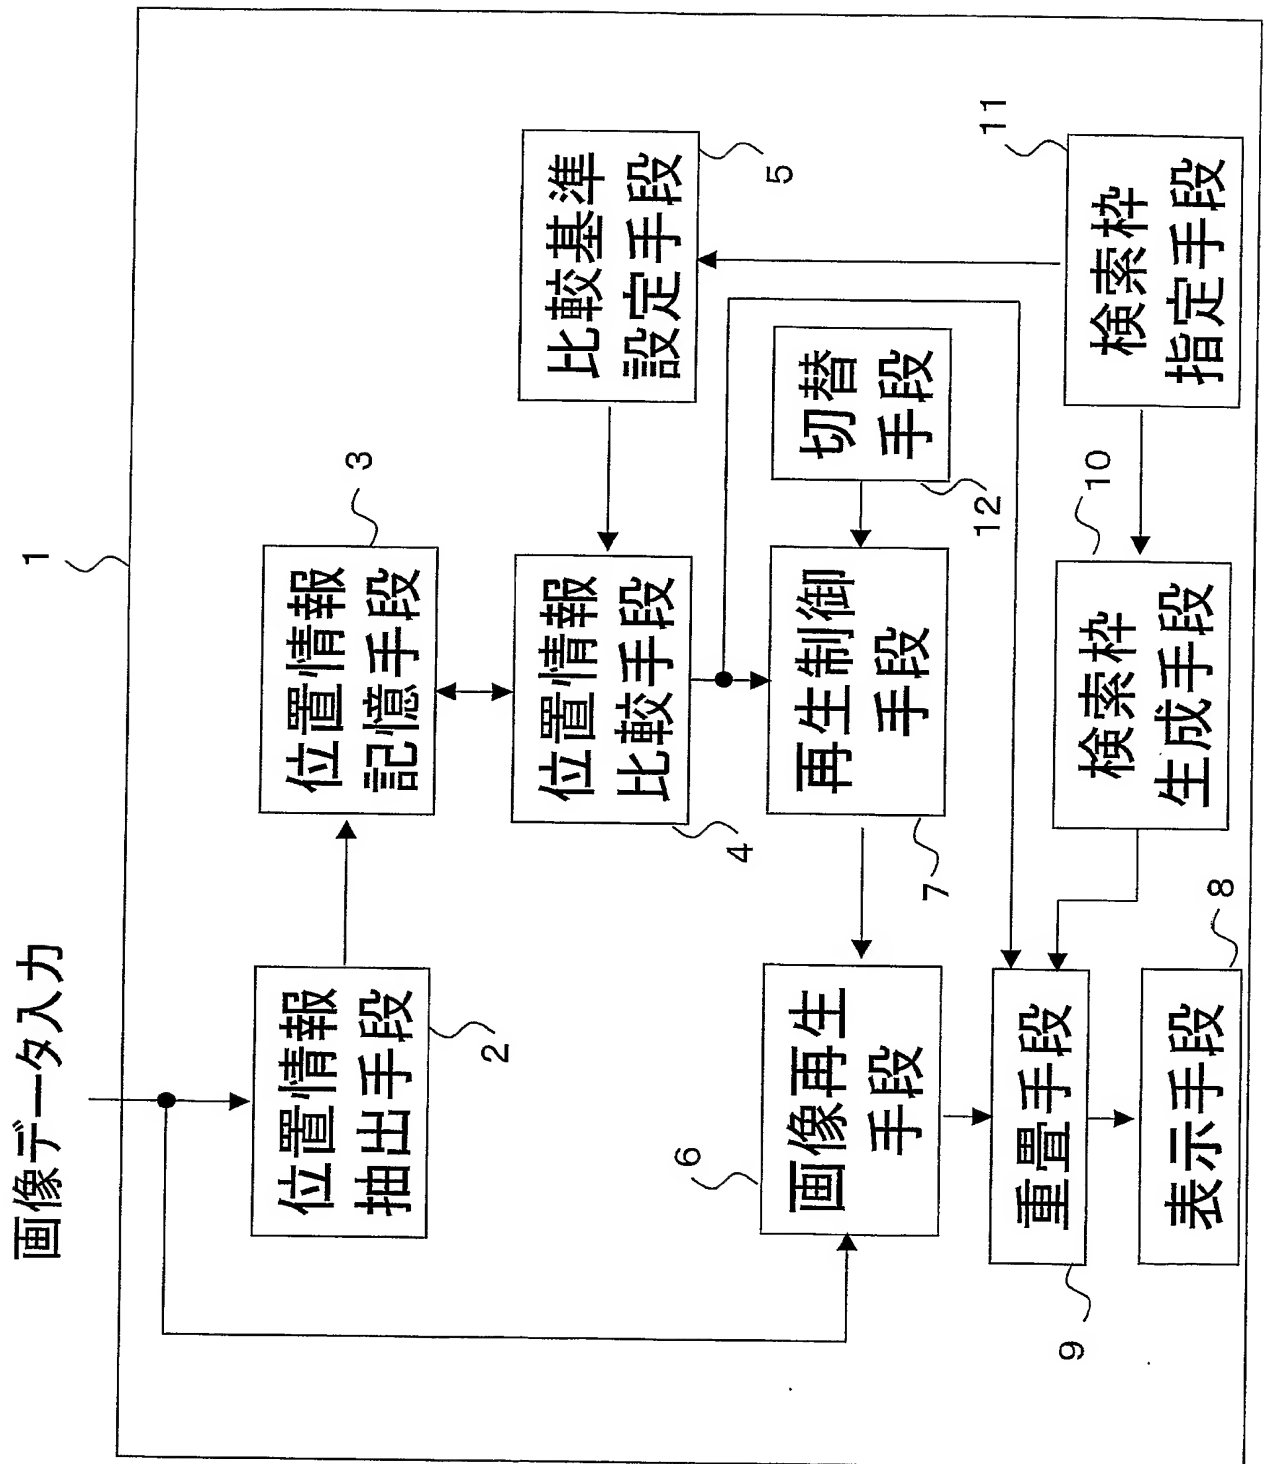 画像データ入力
1
位置情報
抽出手段
2
位置情報
記憶手段
3
位置情報
比較手段
4
比較基準
設定手段
5
画像再生
手段
6
再生制御
手段
7
切替
手段
12
重畳手段
9
検索枠
生成手段
10
検索枠
指定手段
11
表示手段
8